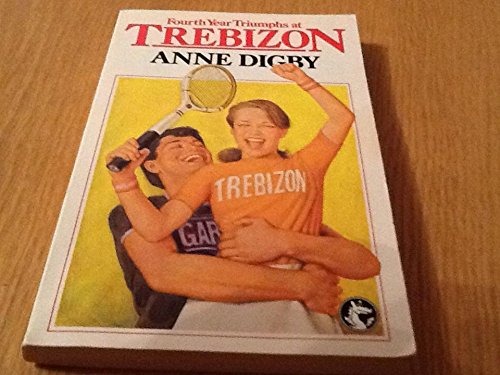 Fourth Year Triumphs at
TREBIZON
ANNE DIGBY
TREBIZON
GAR